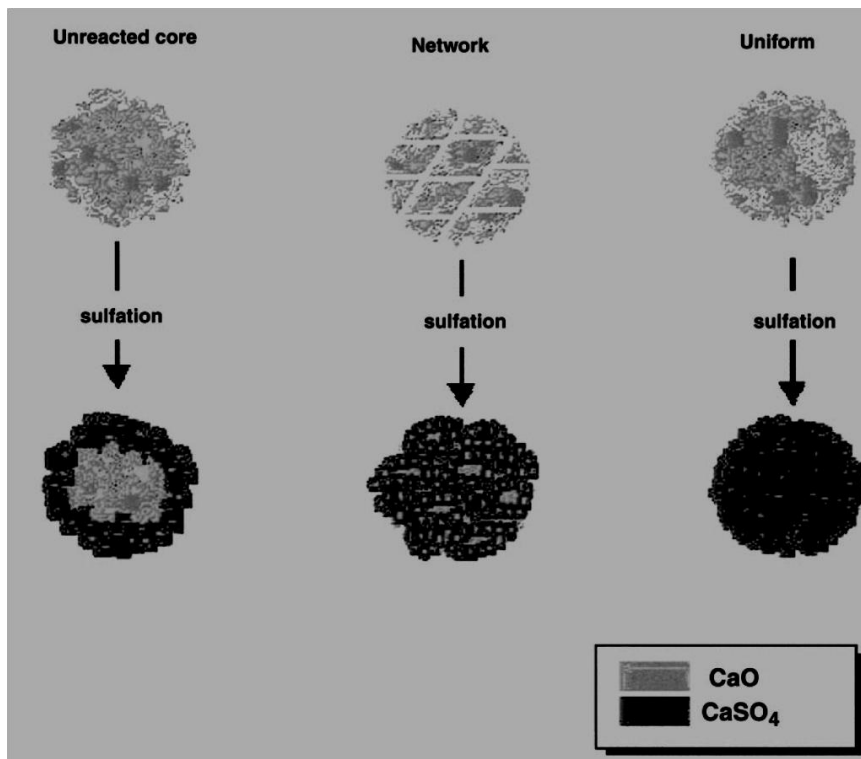 Unreacted core
Network
Uniform
sulfation
sulfation
sulfation
CaO
CaSO₄